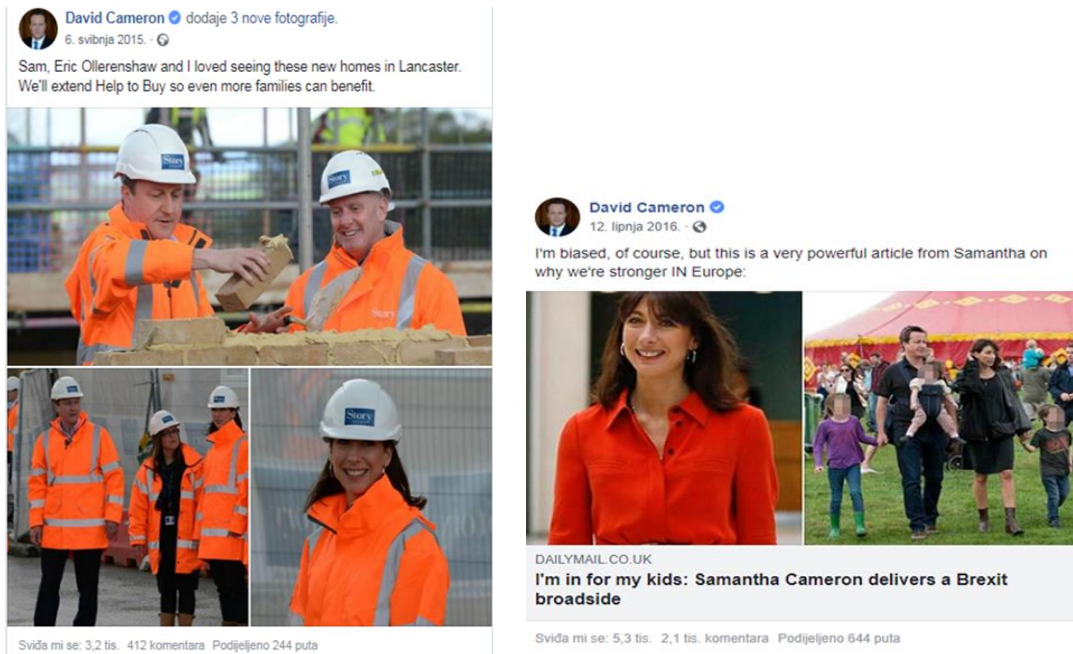 David Cameron dodaje 3 nove fotografije.
6. svibnja 2015. ·
Sam, Eric Ollerenshaw and I loved seeing these new homes in Lancaster.
We'll extend Help to Buy so even more families can benefit.
Story
Story
Story
Story
Sviđa mi se: 3,2 tis. 412 komentara Podijeljeno 244 puta
David Cameron
12. lipnja 2016. ·
I'm biased, of course, but this is a very powerful article from Samantha on
why we're stronger IN Europe:
DAILYMAIL.CO.UK
I'm in for my kids: Samantha Cameron delivers a Brexit
broadside
Sviđa mi se: 5,3 tis. 2,1 tis. komentara Podijeljeno 644 puta